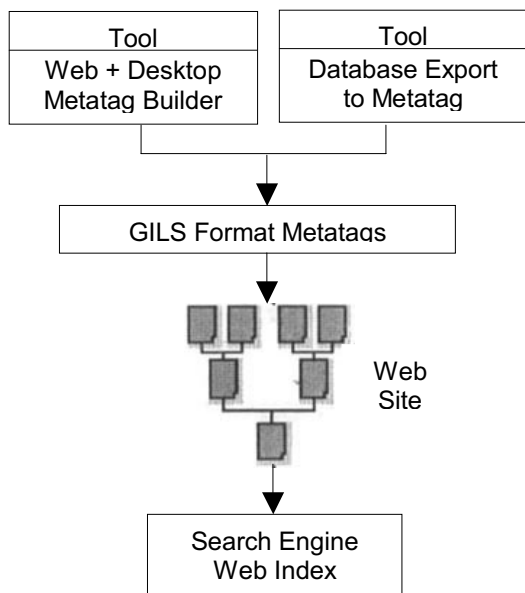 Tool
Web + Desktop
Metatag Builder
Tool
Database Export
to Metatag
GILS Format Metatags
Web
Site
Search Engine
Web Index